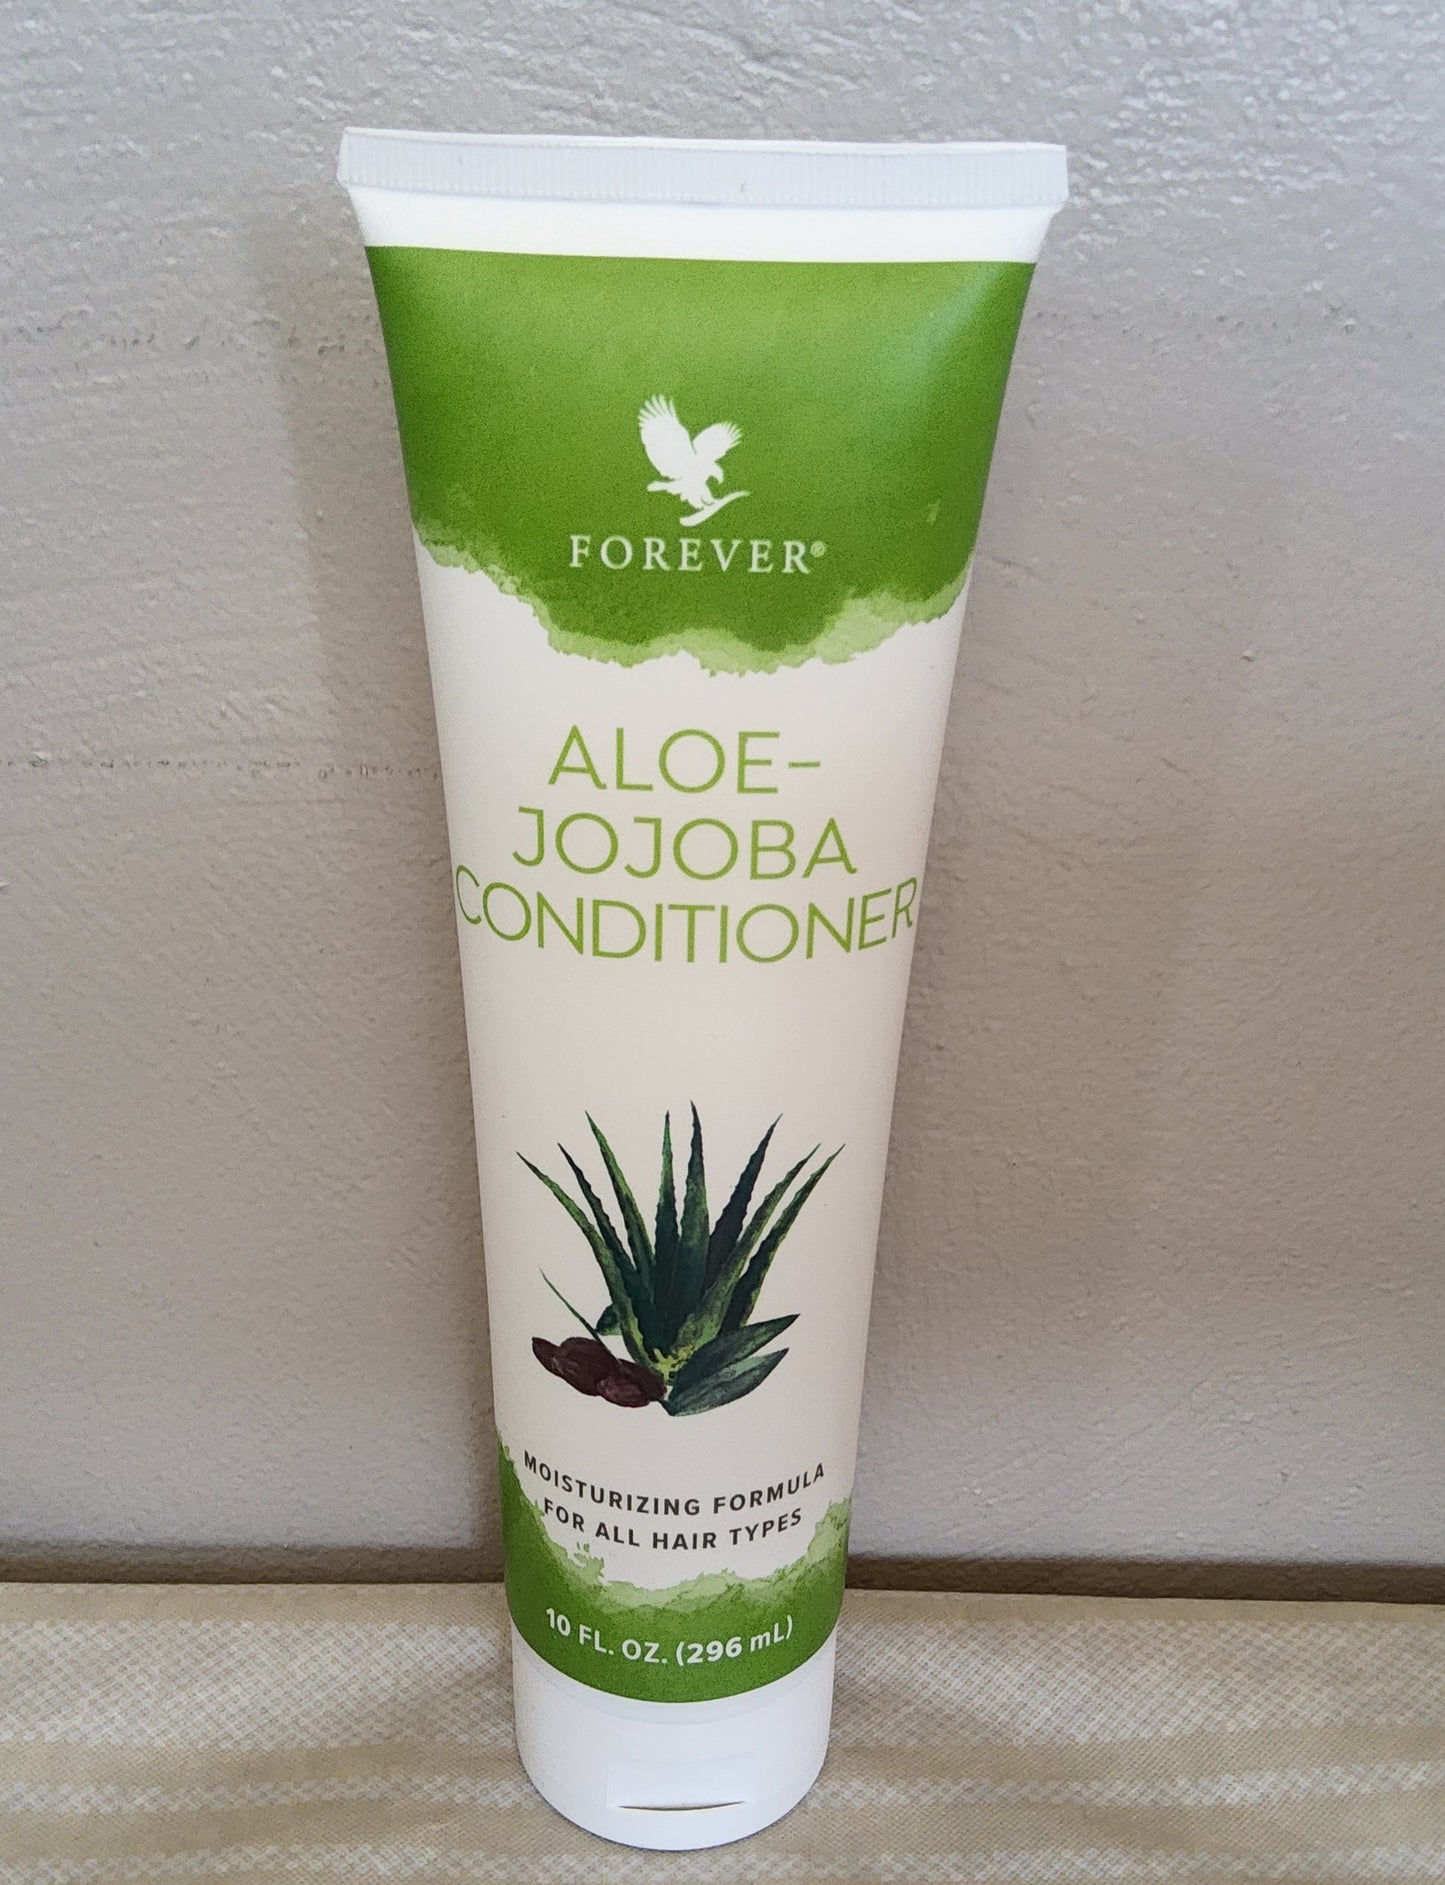 FOREVER®
ALOE-
JOJOBA
CONDITIONER
MOISTURIZING FORMULA
FOR ALL HAIR TYPES
10 FL. OZ. (296 mL)